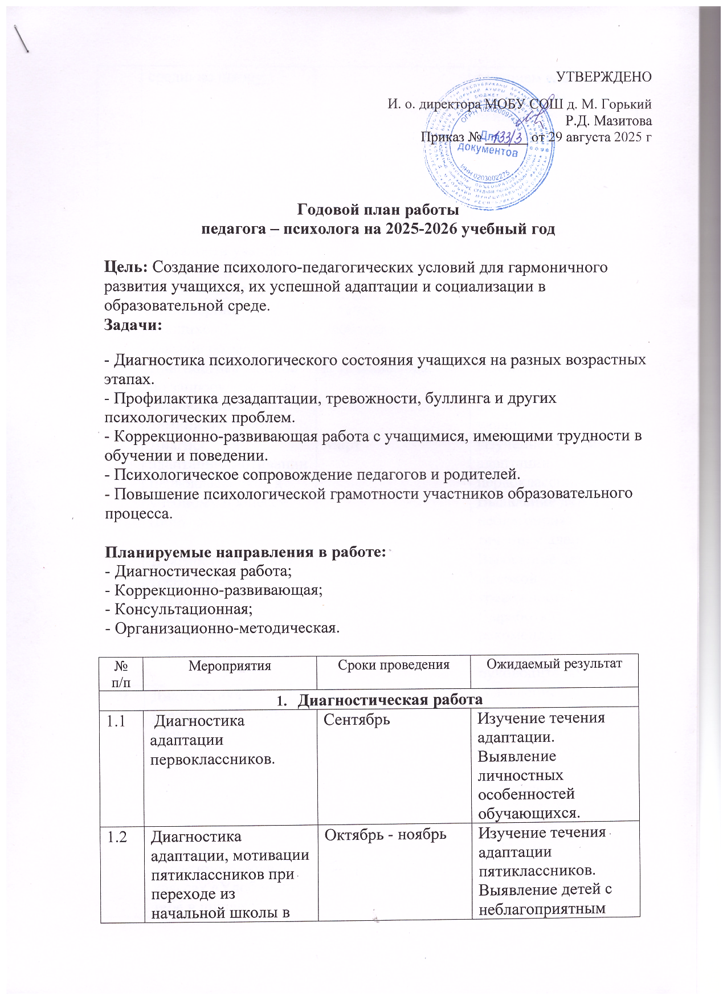 УТВЕРЖДЕНО
И. о. директора МОБУ СОШ д. М. Горький
Р.Д. Мазитова
Приказ № 133/3 от 29 августа 2025 г
ОГРН
Для
документов
ИНН 0203002275
Годовой план работы
педагога – психолога на 2025-2026 учебный год
Цель: Создание психолого-педагогических условий для гармоничного
развития учащихся, их успешной адаптации и социализации в
образовательной среде.
Задачи:
- Диагностика психологического состояния учащихся на разных возрастных
этапах.
- Профилактика дезадаптации, тревожности, буллинга и других
психологических проблем.
- Коррекционно-развивающая работа с учащимися, имеющими трудности в
обучении и поведении.
- Психологическое сопровождение педагогов и родителей.
- Повышение психологической грамотности участников образовательного
процесса.
Планируемые направления в работе:
- Диагностическая работа;
- Коррекционно-развивающая;
- Консультационная;
- Организационно-методическая.
№
п/п
Мероприятия
Сроки проведения
Ожидаемый результат
1. Диагностическая работа
1.1
Диагностика
адаптации
первоклассников.
Сентябрь
Изучение течения
адаптации.
Выявление
личностных
особенностей
обучающихся.
1.2
Диагностика
адаптации, мотивации
пятиклассников при
переходе из
начальной школы в
Октябрь - ноябрь
Изучение течения
адаптации
пятиклассников.
Выявление детей с
неблагоприятным